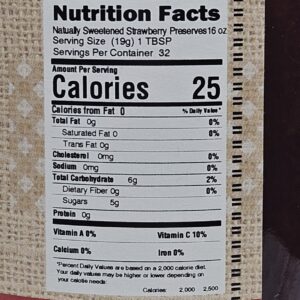 Nutrition Facts
Natually Sweetened Strawberry Preserves16 oz
Serving Size (19g) 1 TBSP
Servings Per Container 32
Amount Per Serving
Calories 25
Calories from Fat 0 % Daily Value*
Total Fat 0g 0%
Saturated Fat 0 0%
Trans Fat 0g
Cholesterol 0mg 0%
Sodium 0mg 0%
Total Carbohydrate 6g 2%
Dietary Fiber 0g 0%
Sugars 5g
Protein 0g
Vitamin A 0% Vitamin C 10%
Calcium 0% Iron 0%
*Percent Daily Values are based on a 2,000 calorie diet.
Your daily values may be higher or lower depending on
your calorie needs:
Calories: 2,000 2,500